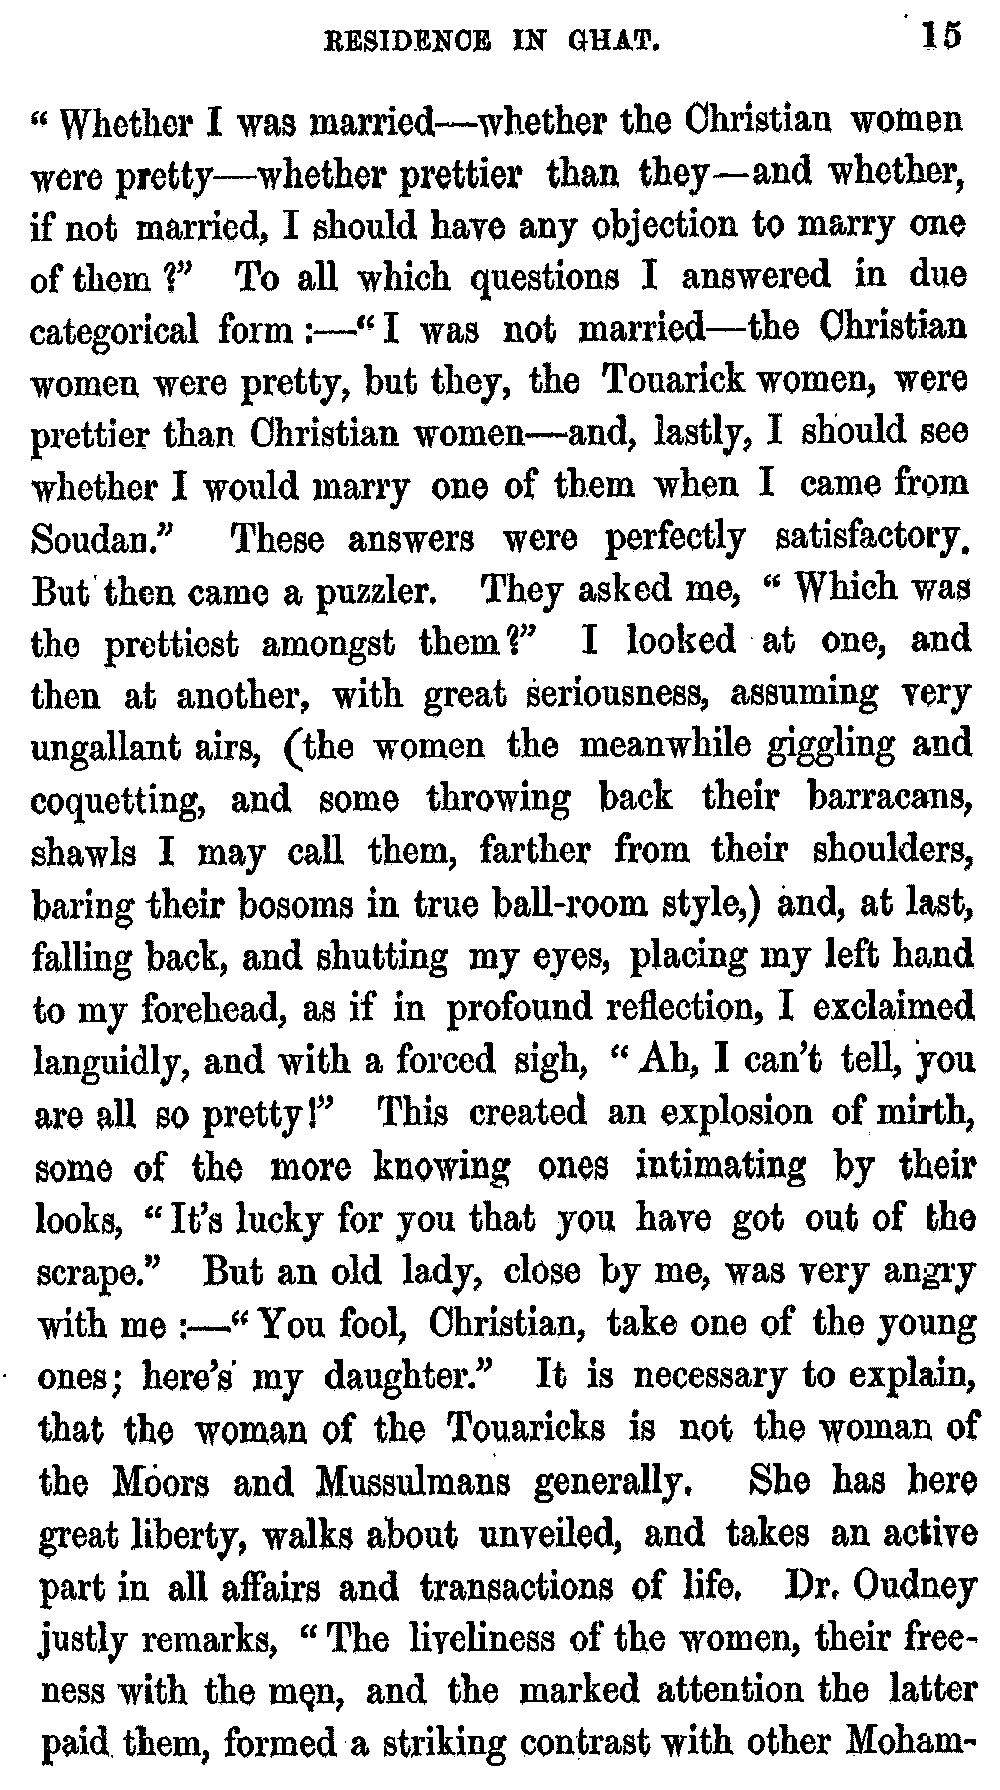 RESIDENCE IN GHAT. 15
“ Whether I was married—whether the Christian women
were pretty—whether prettier than they—and whether,
if not married, I should have any objection to marry one
of them ?” To all which questions I answered in due
categorical form :—“ I was not married—the Christian
women were pretty, but they, the Touarick women, were
prettier than Christian women—and, lastly, I should see
whether I would marry one of them when I came from
Soudan.” These answers were perfectly satisfactory.
But then came a puzzler. They asked me, “ Which was
the prettiest amongst them?” I looked at one, and
then at another, with great seriousness, assuming very
ungallant airs, (the women the meanwhile giggling and
coquetting, and some throwing back their barracans,
shawls I may call them, farther from their shoulders,
baring their bosoms in true ball-room style,) and, at last,
falling back, and shutting my eyes, placing my left hand
to my forehead, as if in profound reflection, I exclaimed
languidly, and with a forced sigh, “ Ah, I can’t tell, you
are all so pretty!” This created an explosion of mirth,
some of the more knowing ones intimating by their
looks, “ It’s lucky for you that you have got out of the
scrape.” But an old lady, close by me, was very angry
with me :—“ You fool, Christian, take one of the young
ones; here’s my daughter.” It is necessary to explain,
that the woman of the Touaricks is not the woman of
the Moors and Mussulmans generally. She has here
great liberty, walks about unveiled, and takes an active
part in all affairs and transactions of life. Dr. Oudney
justly remarks, “ The liveliness of the women, their free-
ness with the men, and the marked attention the latter
paid them, formed a striking contrast with other Moham-